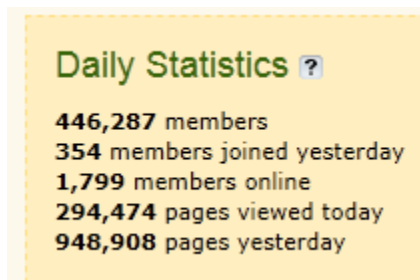 Daily Statistics ?
446,287 members
354 members joined yesterday
1,799 members online
294,474 pages viewed today
948,908 pages yesterday